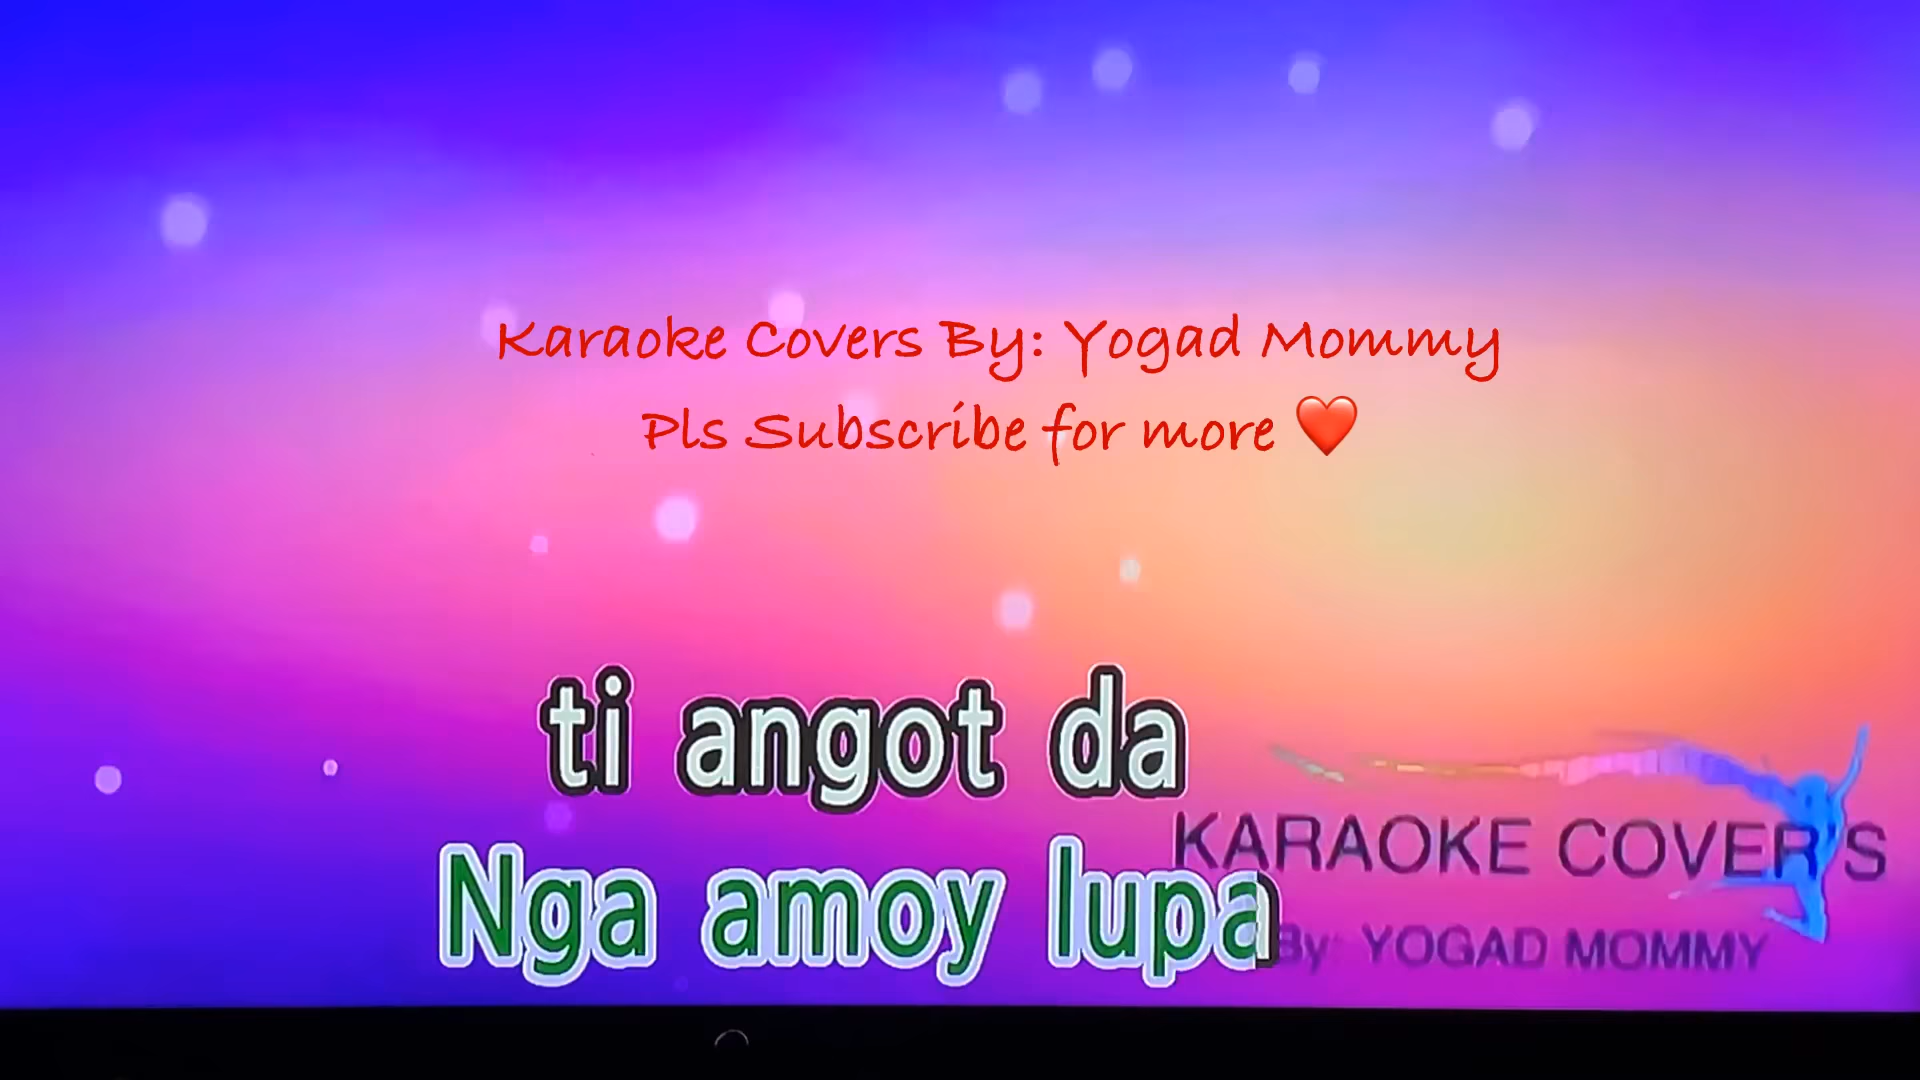 Karaoke Covers By: Yogad Mommy
Pls Subscribe for more ❤️
ti angot da
Nga amoy lupa
KARAOKE COVER'S
By: YOGAD MOMMY